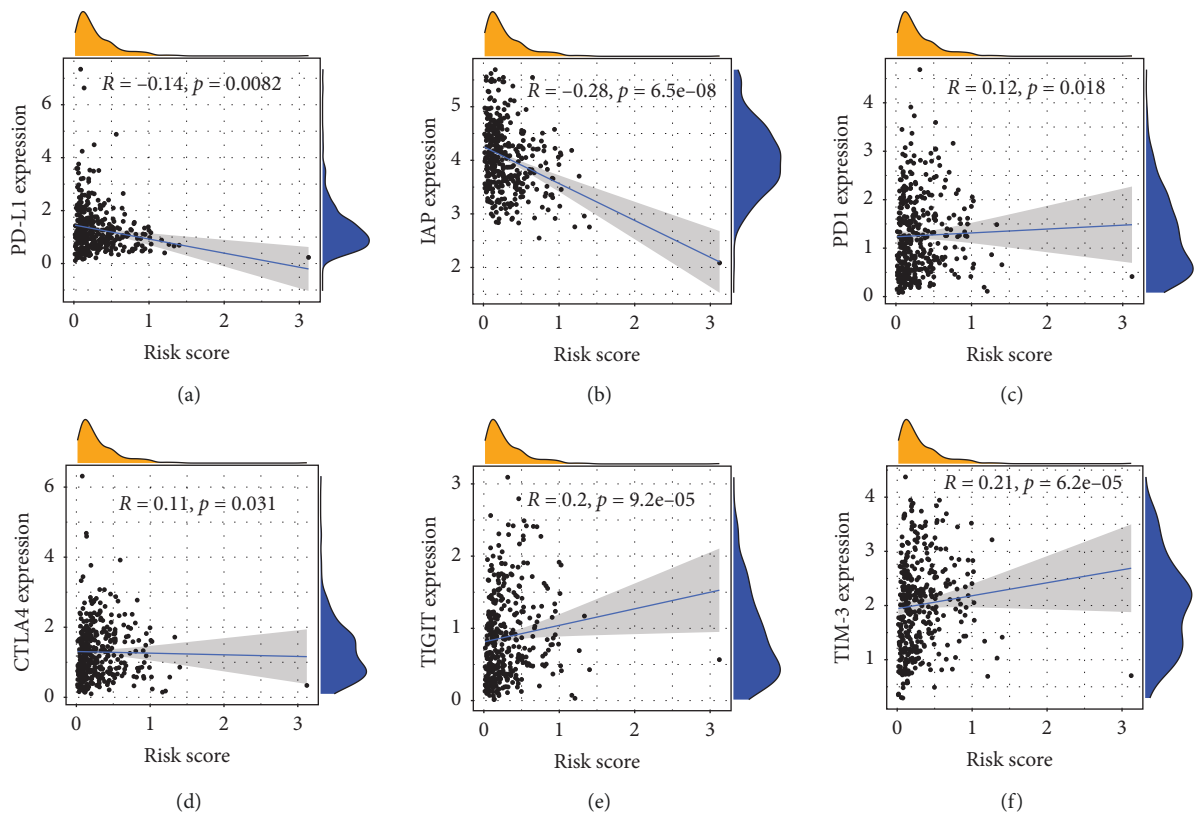 R = –0.14, p = 0.0082
PD-L1 expression
6
4
2
0
0 1 2 3
Risk score
(a)
R = –0.28, p = 6.5e–08
IAP expression
5
4
3
2
0 1 2 3
Risk score
(b)
R = 0.12, p = 0.018
PD1 expression
4
3
2
1
0
0 1 2 3
Risk score
(c)
R = 0.11, p = 0.031
CTLA4 expression
6
4
2
0
0 1 2 3
Risk score
(d)
R = 0.2, p = 9.2e–05
TIGIT expression
3
2
1
0
0 1 2 3
Risk score
(e)
R = 0.21, p = 6.2e–05
TIM-3 expression
4
3
2
1
0 1 2 3
Risk score
(f)